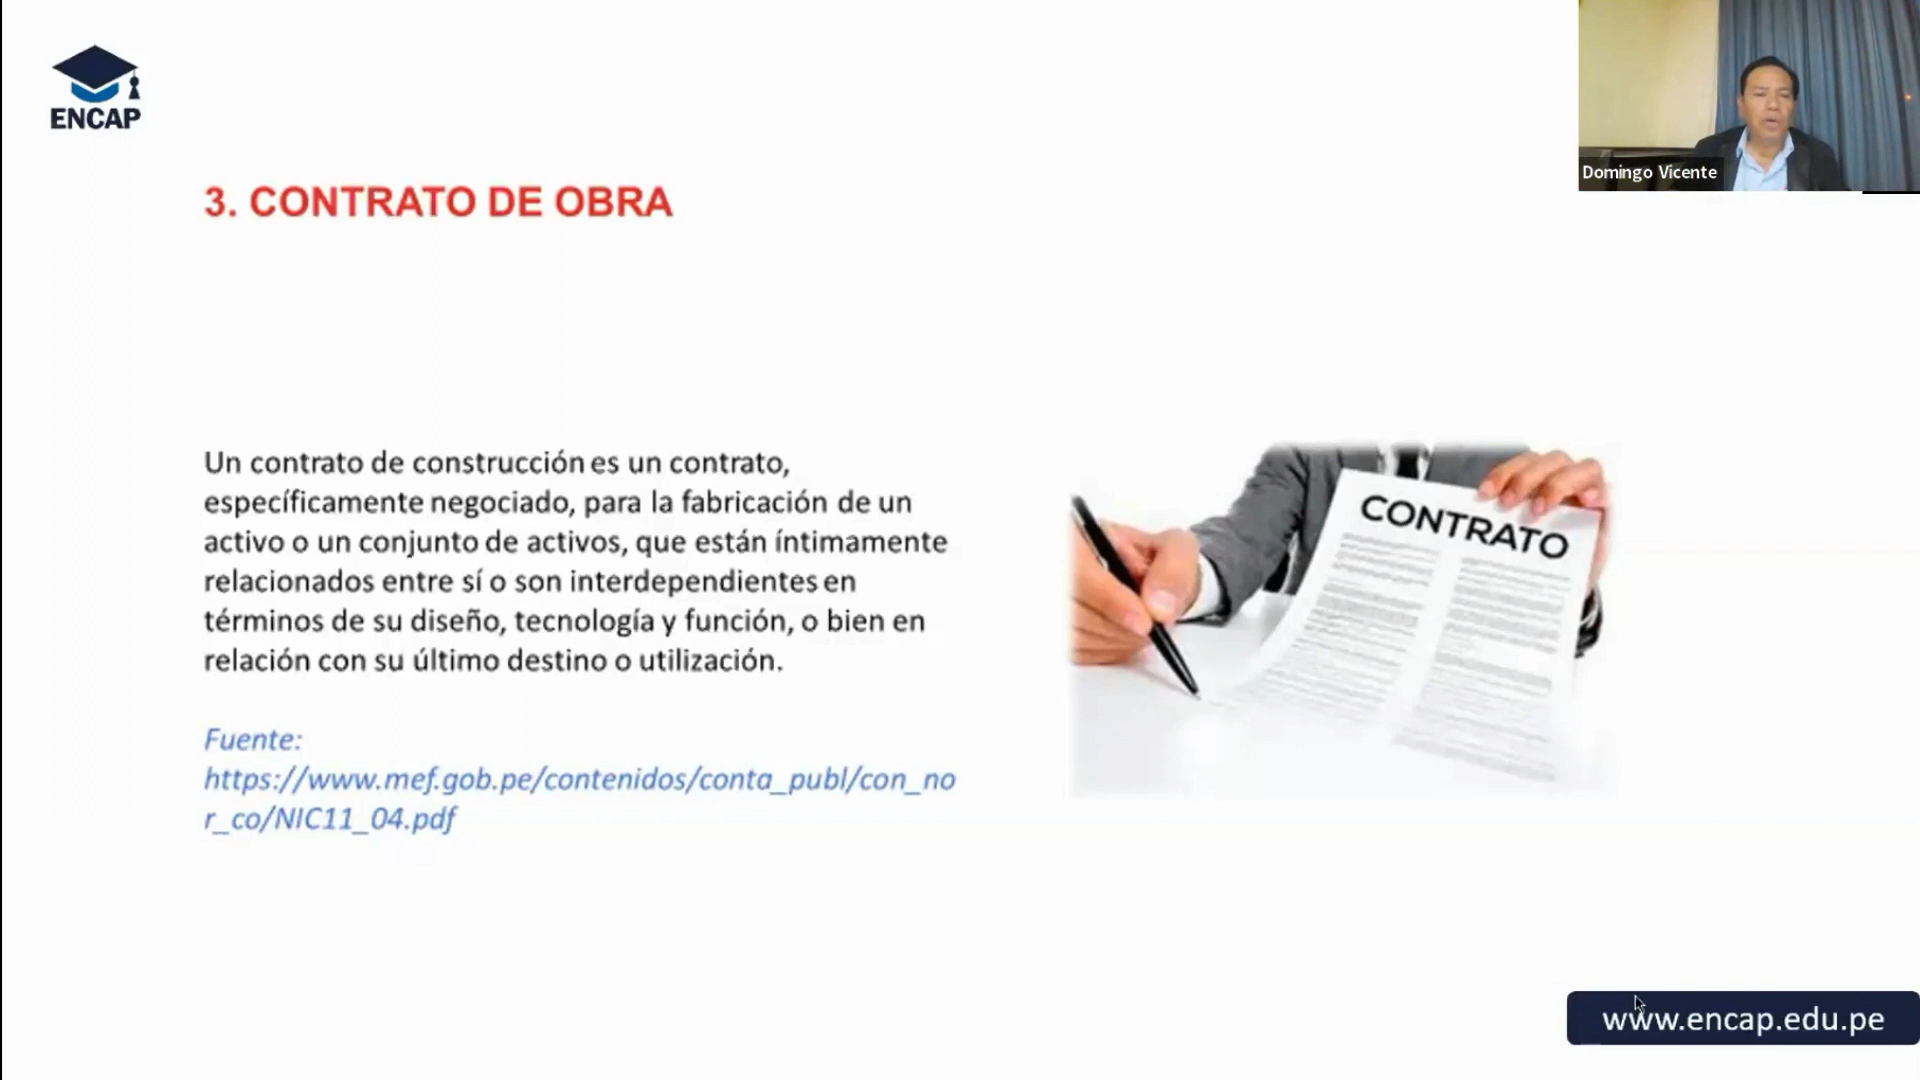 ENCAP
Domingo Vicente
3. CONTRATO DE OBRA
Un contrato de construcción es un contrato,
específicamente negociado, para la fabricación de un
activo o un conjunto de activos, que están íntimamente
relacionados entre sí o son interdependientes en
términos de su diseño, tecnología y función, o bien en
relación con su último destino o utilización.
Fuente:
https://www.mef.gob.pe/contenidos/conta_publ/con_no
r_co/NIC11_04.pdf
CONTRATO
www.encap.edu.pe